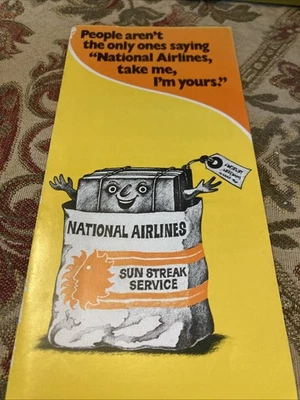 People aren't
the only ones saying
"National Airlines,
take me,
I'm yours."
NATIONAL AIRLINES
SUN STREAK
SERVICE